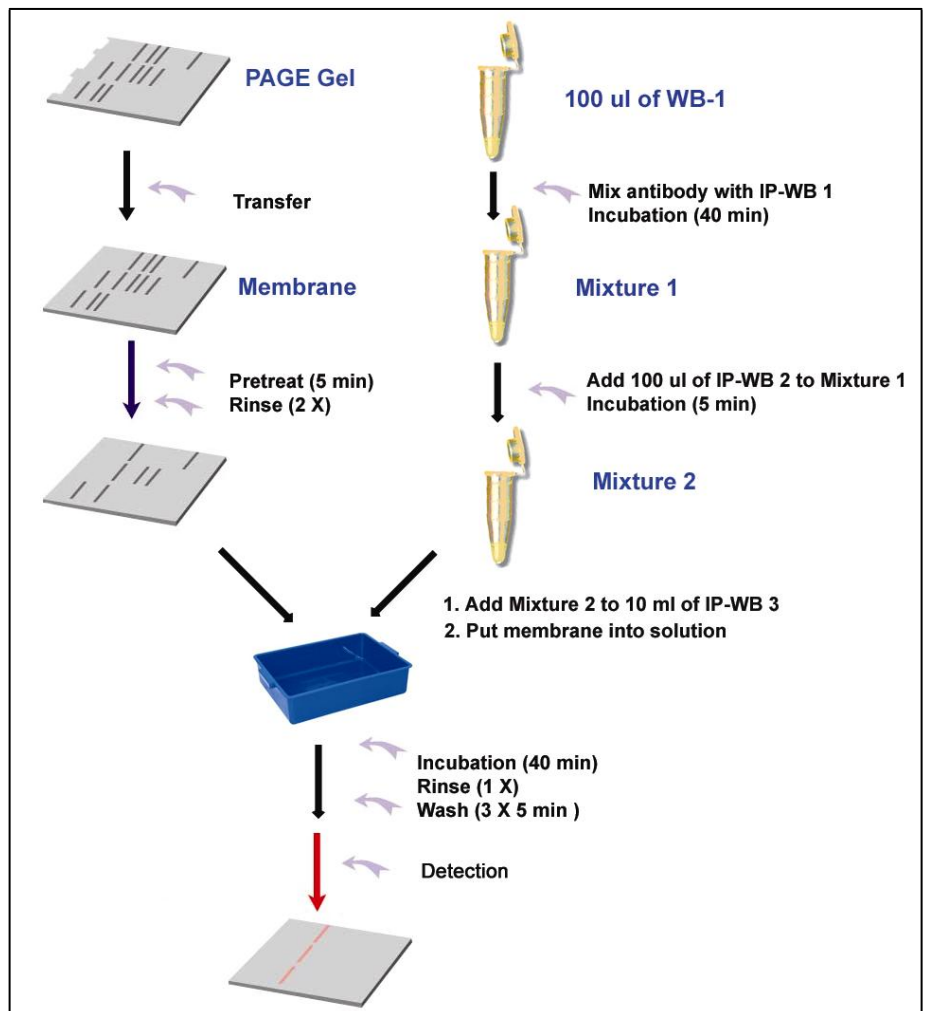 PAGE Gel
100 ul of WB-1
Transfer
Mix antibody with IP-WB 1
Incubation (40 min)
Membrane
Mixture 1
Pretreat (5 min)
Rinse (2 X)
Add 100 ul of IP-WB 2 to Mixture 1
Incubation (5 min)
Mixture 2
1. Add Mixture 2 to 10 ml of IP-WB 3
2. Put membrane into solution
Incubation (40 min)
Rinse (1 X)
Wash (3 X 5 min )
Detection